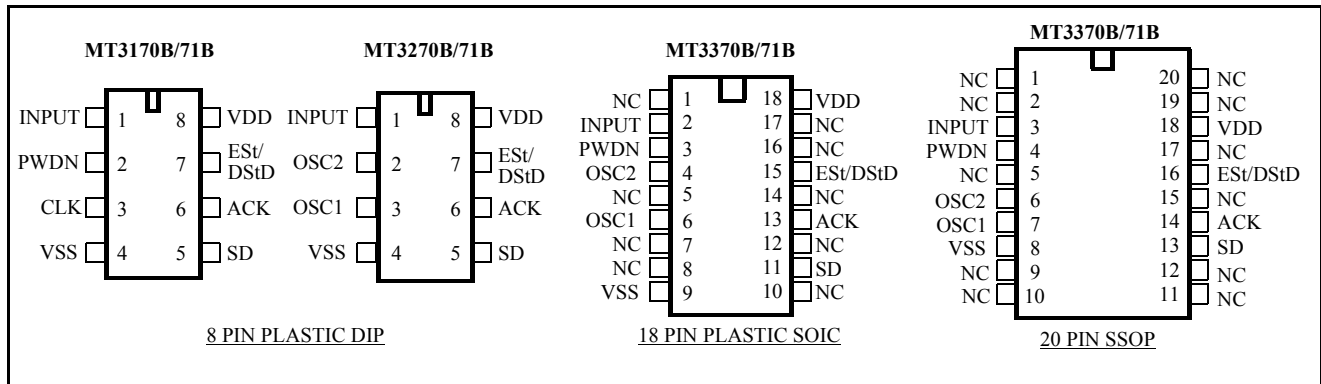 MT3170B/71B
INPUT 1 8 VDD
PWDN 2 7 ESt/
DStD
CLK 3 6 ACK
VSS 4 5 SD
MT3270B/71B
INPUT 1 8 VDD
OSC2 2 7 ESt/
DStD
OSC1 3 6 ACK
VSS 4 5 SD
8 PIN PLASTIC DIP
MT3370B/71B
NC 1 18 VDD
INPUT 2 17 NC
PWDN 3 16 NC
OSC2 4 15 ESt/DStD
NC 5 14 NC
OSC1 6 13 ACK
NC 7 12 NC
NC 8 11 SD
VSS 9 10 NC
18 PIN PLASTIC SOIC
MT3370B/71B
NC 1 20 NC
NC 2 19 NC
INPUT 3 18 VDD
PWDN 4 17 NC
NC 5 16 ESt/DStD
OSC2 6 15 NC
OSC1 7 14 ACK
VSS 8 13 SD
NC 9 12 NC
NC 10 11 NC
20 PIN SSOP